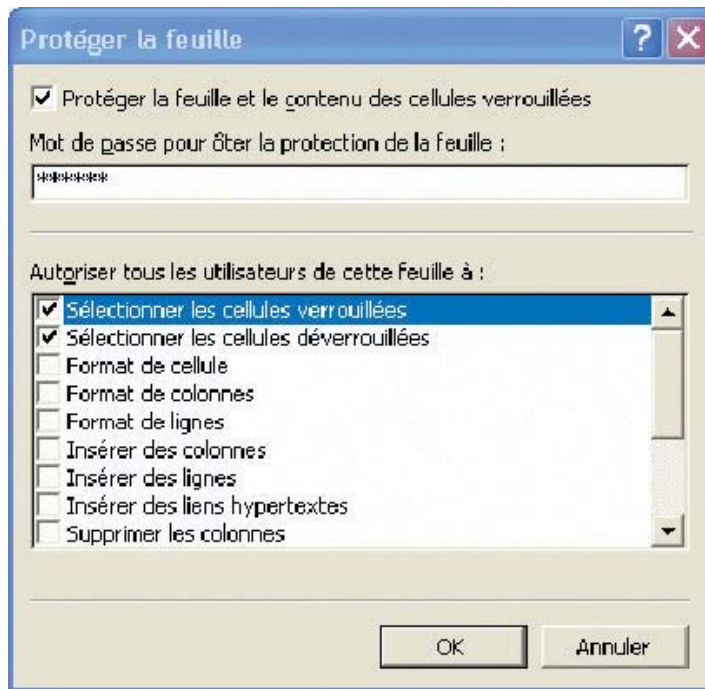 Protéger la feuille
Protéger la feuille et le contenu des cellules verrouillées
Mot de passe pour ôter la protection de la feuille :
*******
Autoriser tous les utilisateurs de cette feuille à :
Sélectionner les cellules verrouillées
Sélectionner les cellules déverrouillées
Format de cellule
Format de colonnes
Format de lignes
Insérer des colonnes
Insérer des lignes
Insérer des liens hypertextes
Supprimer les colonnes
OK Annuler